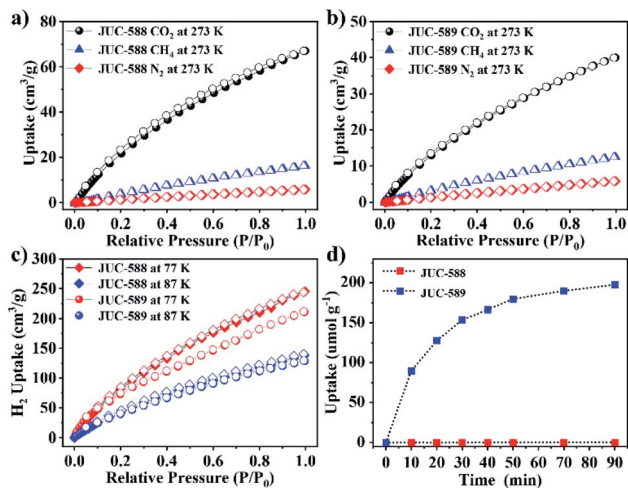 a)
JUC-588 CO2 at 273 K
JUC-588 CH4 at 273 K
JUC-588 N2 at 273 K
80
60
40
20
0
Uptake (cm3/g)
0.0 0.2 0.4 0.6 0.8 1.0
Relative Pressure (P/P0)
b)
JUC-589 CO2 at 273 K
JUC-589 CH4 at 273 K
JUC-589 N2 at 273 K
50
40
30
20
10
0
Uptake (cm3/g)
0.0 0.2 0.4 0.6 0.8 1.0
Relative Pressure (P/P0)
c)
JUC-588 at 77 K
JUC-588 at 87 K
JUC-589 at 77 K
JUC-589 at 87 K
300
250
200
150
100
50
0
H2 Uptake (cm3/g)
0.0 0.2 0.4 0.6 0.8 1.0
Relative Pressure (P/P0)
d)
JUC-588
JUC-589
200
150
100
50
0
Uptake (umol g-1)
0 10 20 30 40 50 60 70 80 90
Time (min)